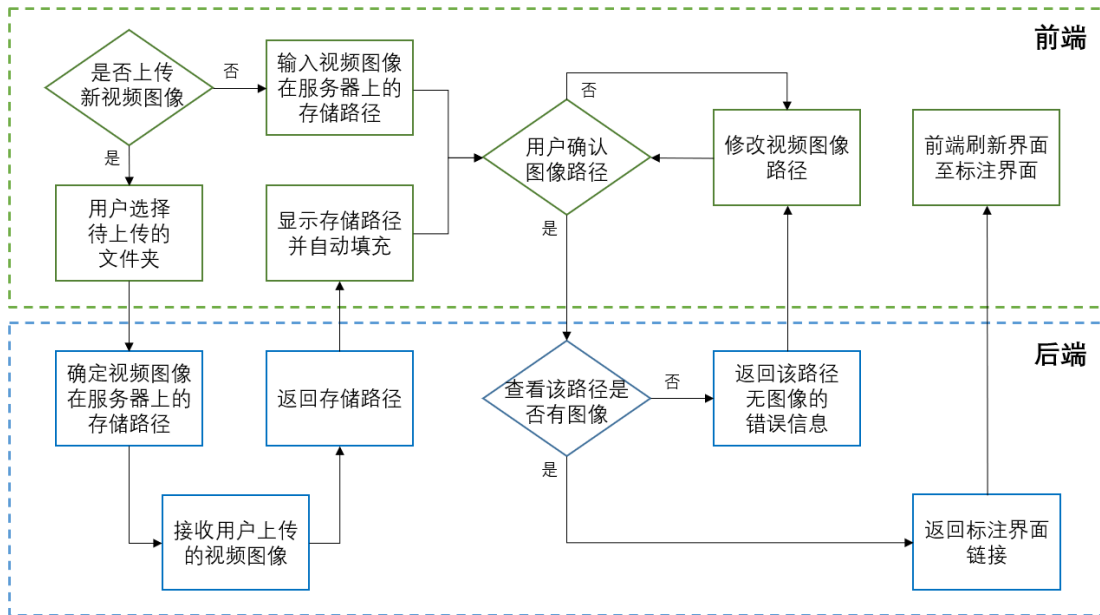 前端
是否上传
新视频图像
否
输入视频图像
在服务器上的
存储路径
是
用户选择
待上传的
文件夹
显示存储路径
并自动填充
用户确认
图像路径
否
是
修改视频图像
路径
前端刷新界面
至标注界面
后端
确定视频图像
在服务器上的
存储路径
接收用户上传
的视频图像
返回存储路径
查看该路径是
否有图像
否
是
返回该路径
无图像的
错误信息
返回标注界面
链接